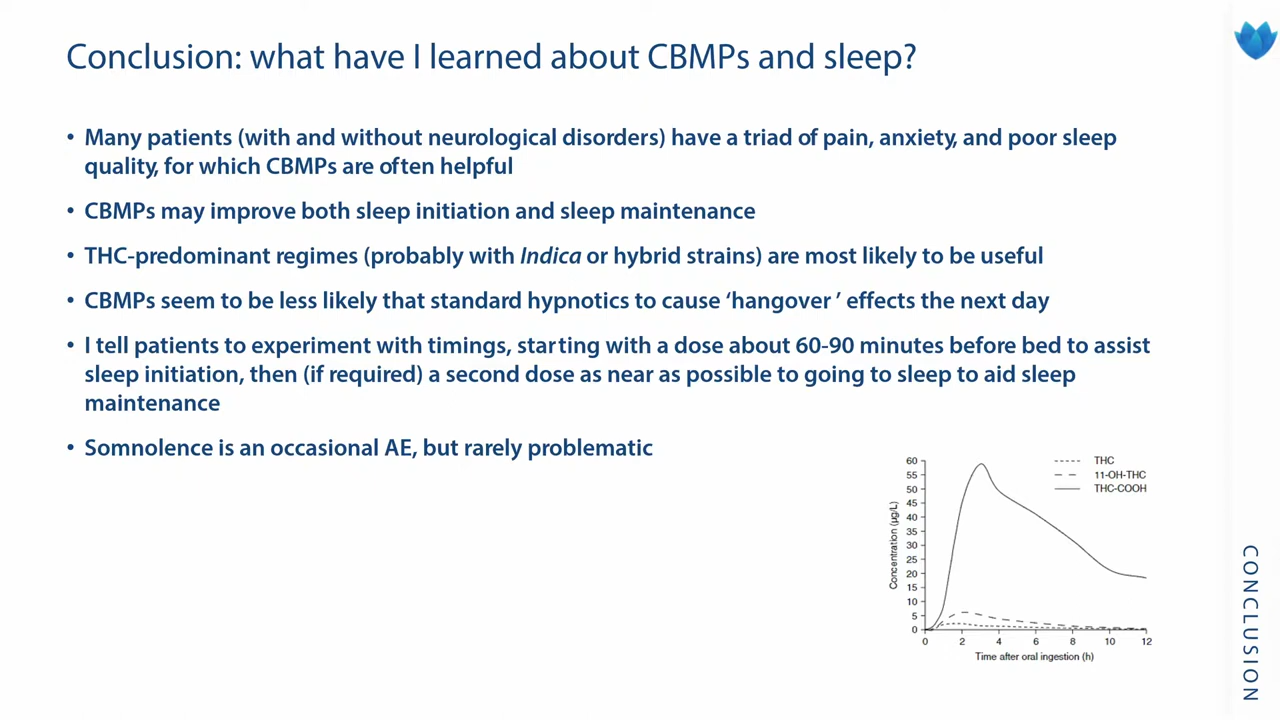 Conclusion: what have I learned about CBMPs and sleep?
• Many patients (with and without neurological disorders) have a triad of pain, anxiety, and poor sleep
quality, for which CBMPs are often helpful
• CBMPs may improve both sleep initiation and sleep maintenance
• THC-predominant regimes (probably with Indica or hybrid strains) are most likely to be useful
• CBMPs seem to be less likely that standard hypnotics to cause ‘hangover ’ effects the next day
• I tell patients to experiment with timings, starting with a dose about 60-90 minutes before bed to assist
sleep initiation, then (if required) a second dose as near as possible to going to sleep to aid sleep
maintenance
• Somnolence is an occasional AE, but rarely problematic
THC
11-OH-THC
THC-COOH
Concentration (µg/L)
60
55
50
45
40
35
30
25
20
15
10
5
0
0 2 4 6 8 10 12
Time after oral ingestion (h)
CONCLUSION